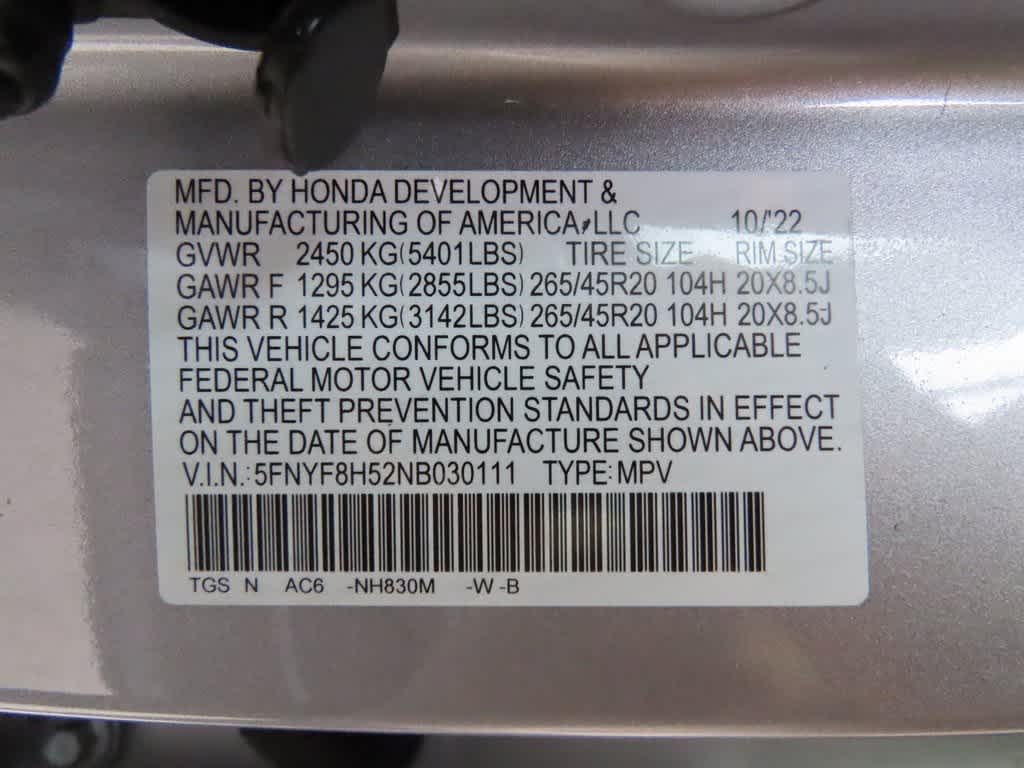 MFD. BY HONDA DEVELOPMENT &
MANUFACTURING OF AMERICA, LLC 10/'22
GVWR 2450 KG(5401LBS) TIRE SIZE RIM SIZE
GAWR F 1295 KG(2855LBS) 265/45R20 104H 20X8.5J
GAWR R 1425 KG(3142LBS) 265/45R20 104H 20X8.5J
THIS VEHICLE CONFORMS TO ALL APPLICABLE
FEDERAL MOTOR VEHICLE SAFETY
AND THEFT PREVENTION STANDARDS IN EFFECT
ON THE DATE OF MANUFACTURE SHOWN ABOVE.
V.I.N.: 5FNYF8H52NB030111 TYPE: MPV
TGS N AC6 -NH830M -W -B